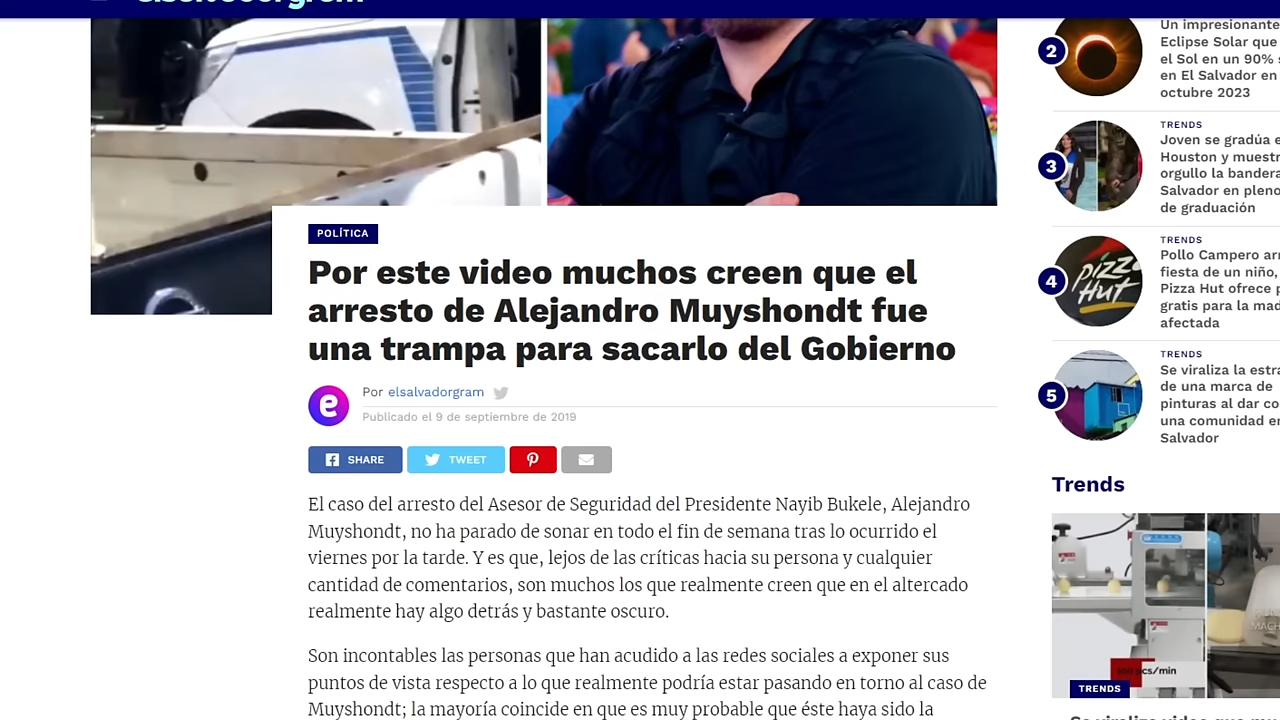 POLÍTICA
Por este video muchos creen que el
arresto de Alejandro Muyshondt fue
una trampa para sacarlo del Gobierno
e
Por elsalvadorgram
Publicado el 9 de septiembre de 2019
SHARE
TWEET
El caso del arresto del Asesor de Seguridad del Presidente Nayib Bukele, Alejandro
Muyshondt, no ha parado de sonar en todo el fin de semana tras lo ocurrido el
viernes por la tarde. Y es que, lejos de las críticas hacia su persona y cualquier
cantidad de comentarios, son muchos los que realmente creen que en el altercado
realmente hay algo detrás y bastante oscuro.
Son incontables las personas que han acudido a las redes sociales a exponer sus
puntos de vista respecto a lo que realmente podría estar pasando en torno al caso de
Muyshondt; la mayoría coincide en que es muy probable que éste haya sido la
2
Un impresionante
Eclipse Solar que
el Sol en un 90% s
en El Salvador en
octubre 2023
3
TRENDS
Joven se gradúa e
Houston y muestr
orgullo la bandera
Salvador en pleno
de graduación
4
Pizza
Hut
TRENDS
Pollo Campero arr
fiesta de un niño,
Pizza Hut ofrece p
gratis para la mad
afectada
5
TRENDS
Se viraliza la estra
de una marca de
pinturas al dar co
una comunidad en
Salvador
Trends
pcs/min
TRENDS